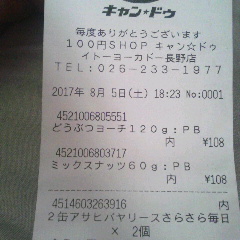 キャン★ドゥ
毎度ありがとうございます
100円SHOP キャン☆ドゥ
イトーヨーカドー長野店
TEL:026-233-1977
2017年 8月 5日(土) 18:23 No:0001
4521006805551
どうぶつヨーチ120g:PB
内 ¥108
4521006803717
ミックスナッツ60g:PB
内 ¥108
4514603263916 内
2缶アサヒバヤリースさらさら毎日
× 2個